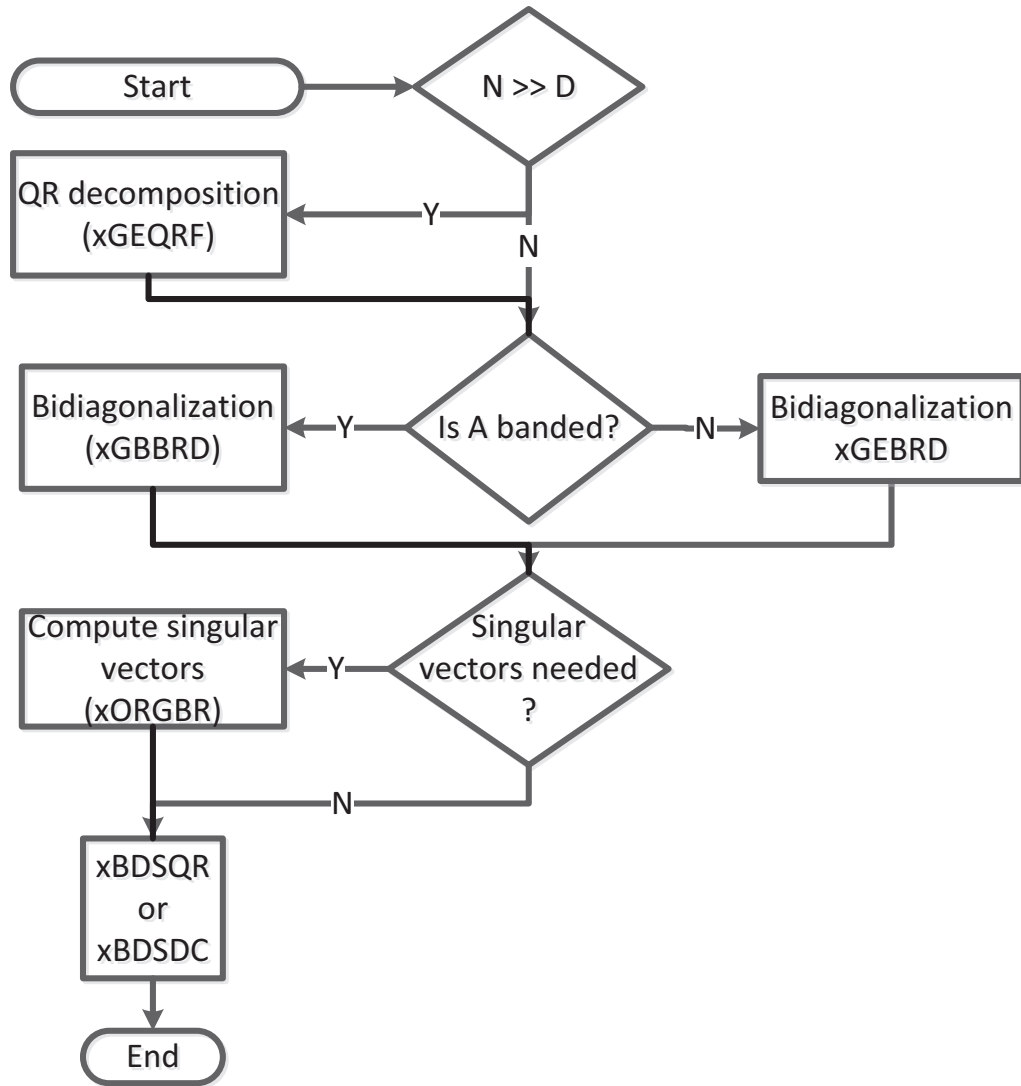 Start
N >> D
QR decomposition
(xGEQRF)
Y
N
Bidiagonalization
(xGBBRD)
Y
Is A banded?
N
Bidiagonalization
xGEBRD
Compute singular
vectors
(xORGBR)
Y
Singular
vectors needed
?
N
xBDSQR
or
xBDSDC
End